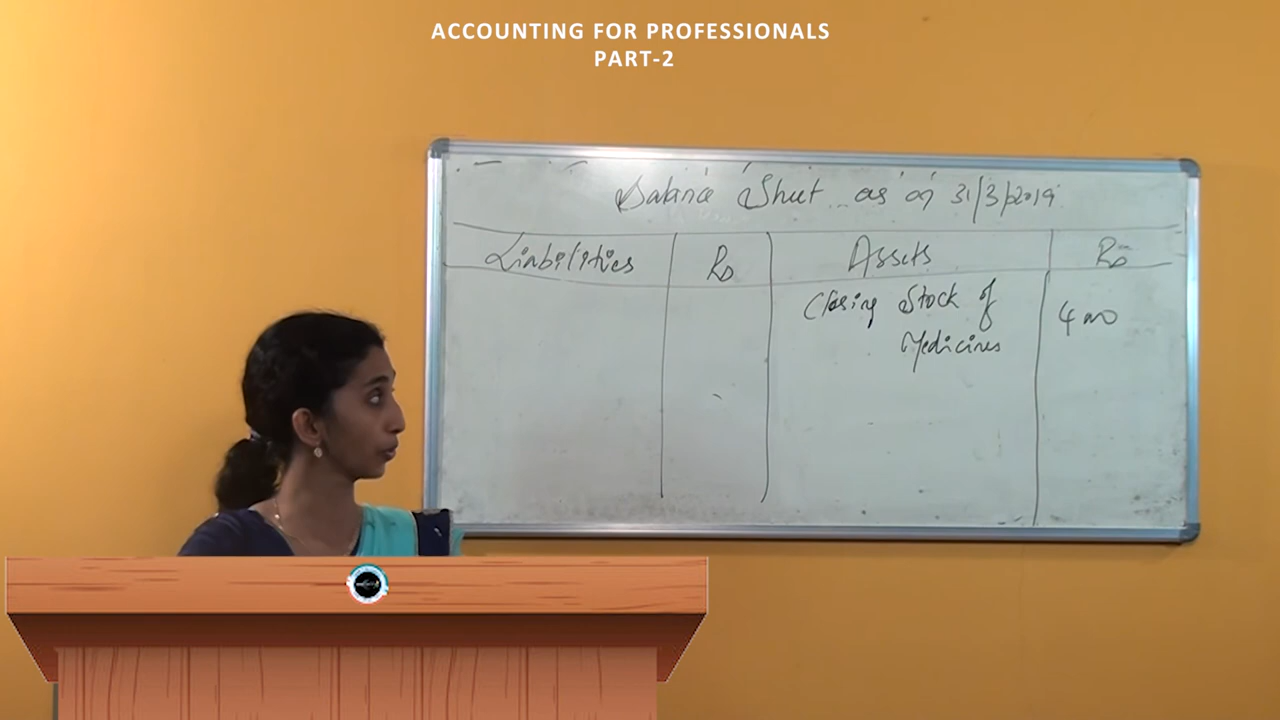 ACCOUNTING FOR PROFESSIONALS
PART-2
Balance Sheet as on 31/3/2019
Liabilities Rs Assets Rs
Closing Stock of
Medicines